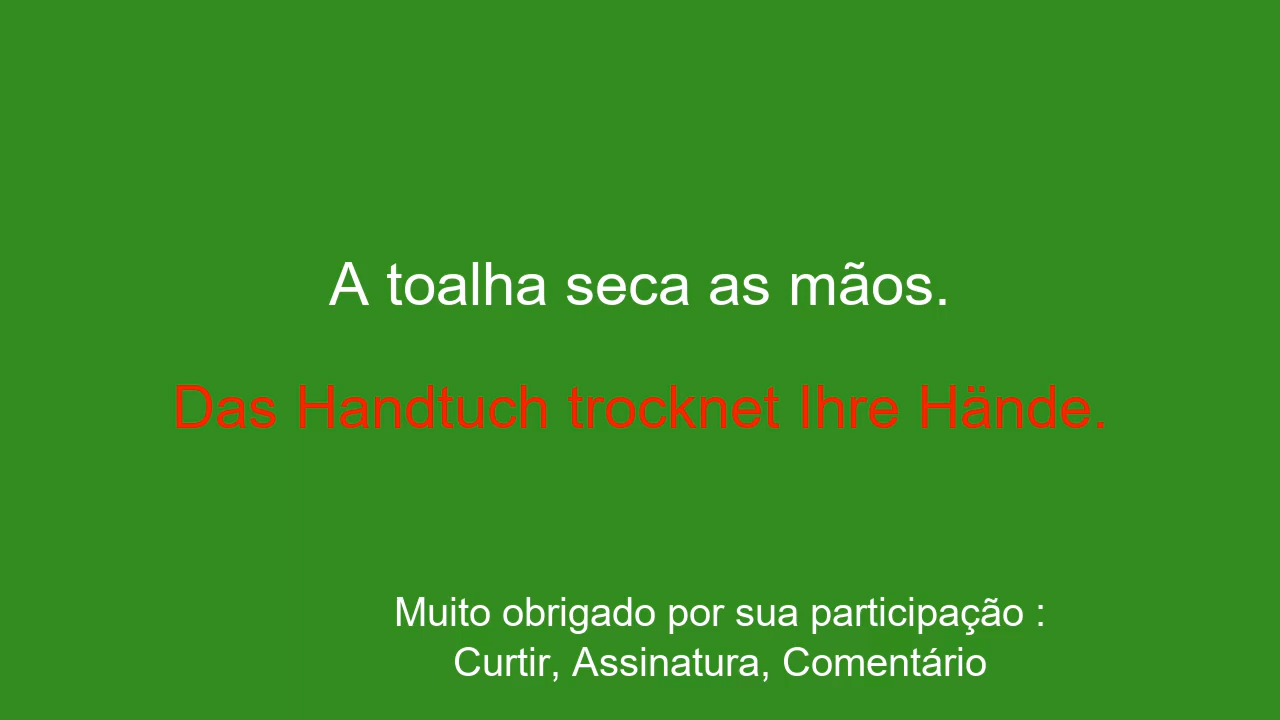 A toalha seca as mãos.
Das Handtuch trocknet Ihre Hände.
Muito obrigado por sua participação :
Curtir, Assinatura, Comentário